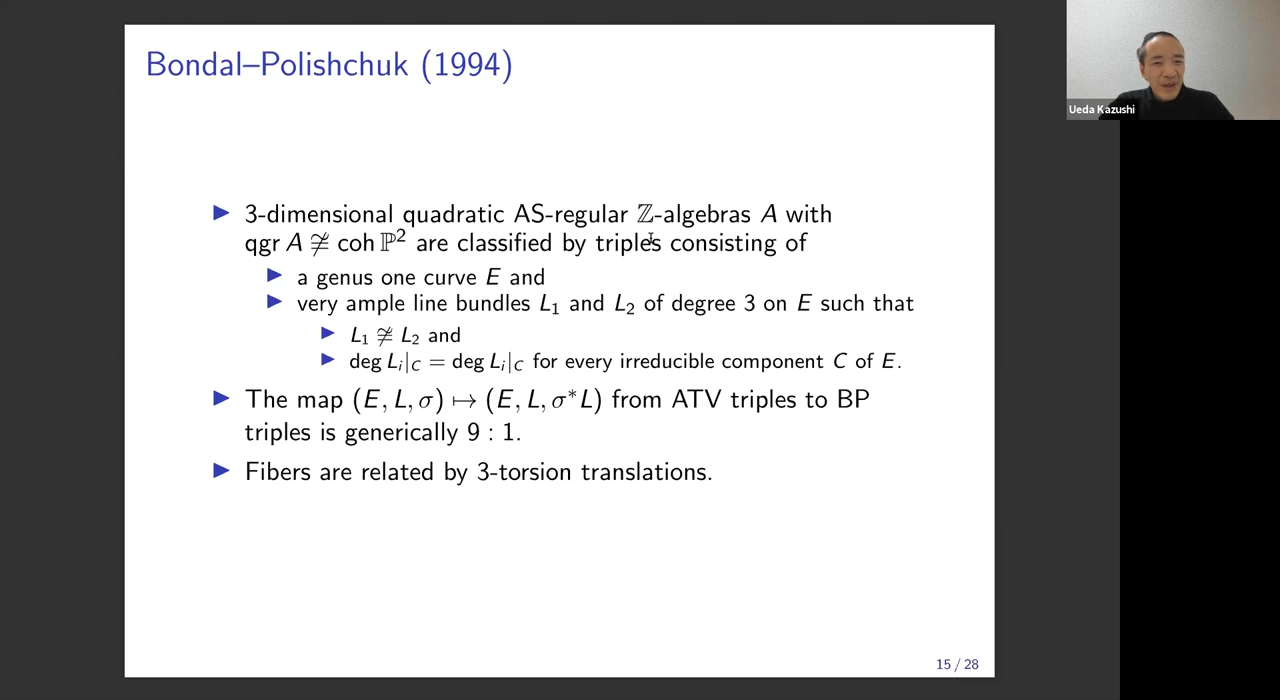 Bondal–Polishchuk (1994)
Ueda Kazushi
▶ 3-dimensional quadratic AS-regular ℤ-algebras A with
qgr A ≇ coh ℙ² are classified by triples consisting of
▶ a genus one curve E and
▶ very ample line bundles L₁ and L₂ of degree 3 on E such that
▶ L₁ ≇ L₂ and
▶ deg Lᵢ|_C = deg Lᵢ|_C for every irreducible component C of E.
▶ The map (E, L, σ) ↦ (E, L, σ*L) from ATV triples to BP
triples is generically 9 : 1.
▶ Fibers are related by 3-torsion translations.
15 / 28